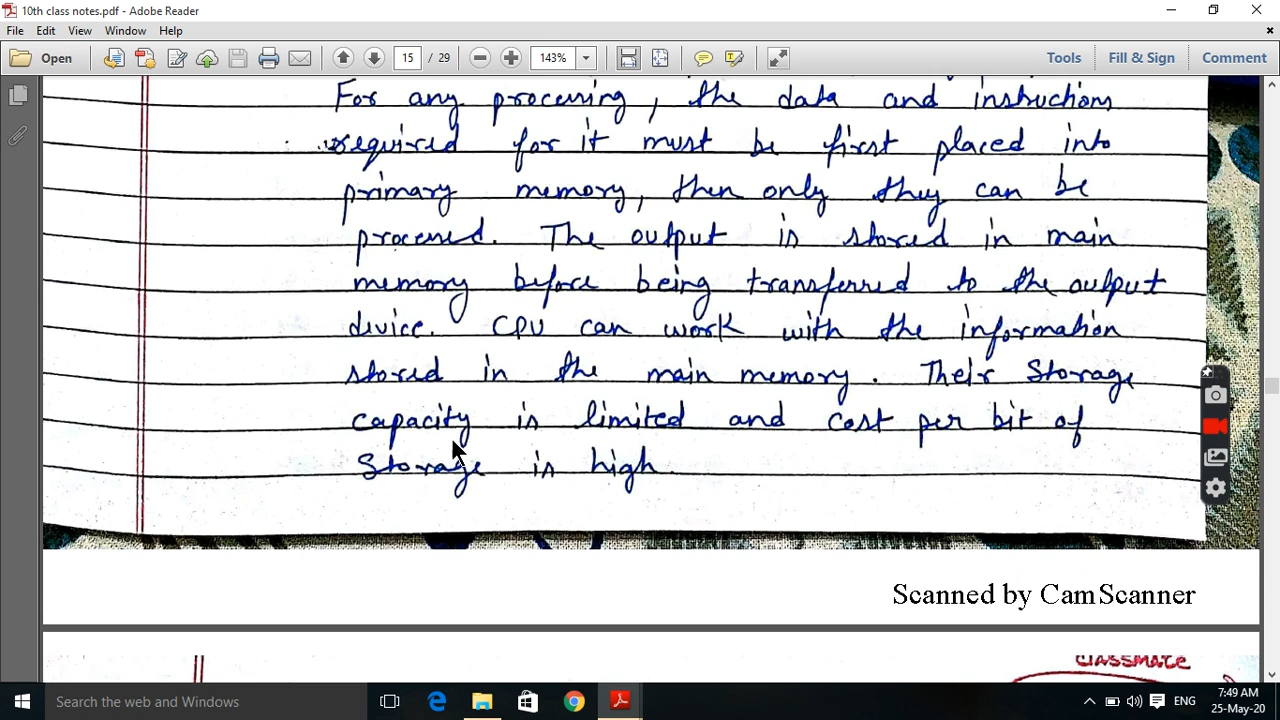 10th class notes.pdf - Adobe Reader
File Edit View Window Help
Open 15 / 29 143% Tools Fill & Sign Comment
For any processing, the data and instructions
required for it must be first placed into
primary memory, then only they can be
processed. The output is stored in main
memory before being transferred to the output
device. CPU can work with the information
stored in the main memory. Their Storage
capacity is limited and cost per bit of
Storage is high
Scanned by CamScanner
classmate
Search the web and Windows
ENG
7:49 AM
25-May-20